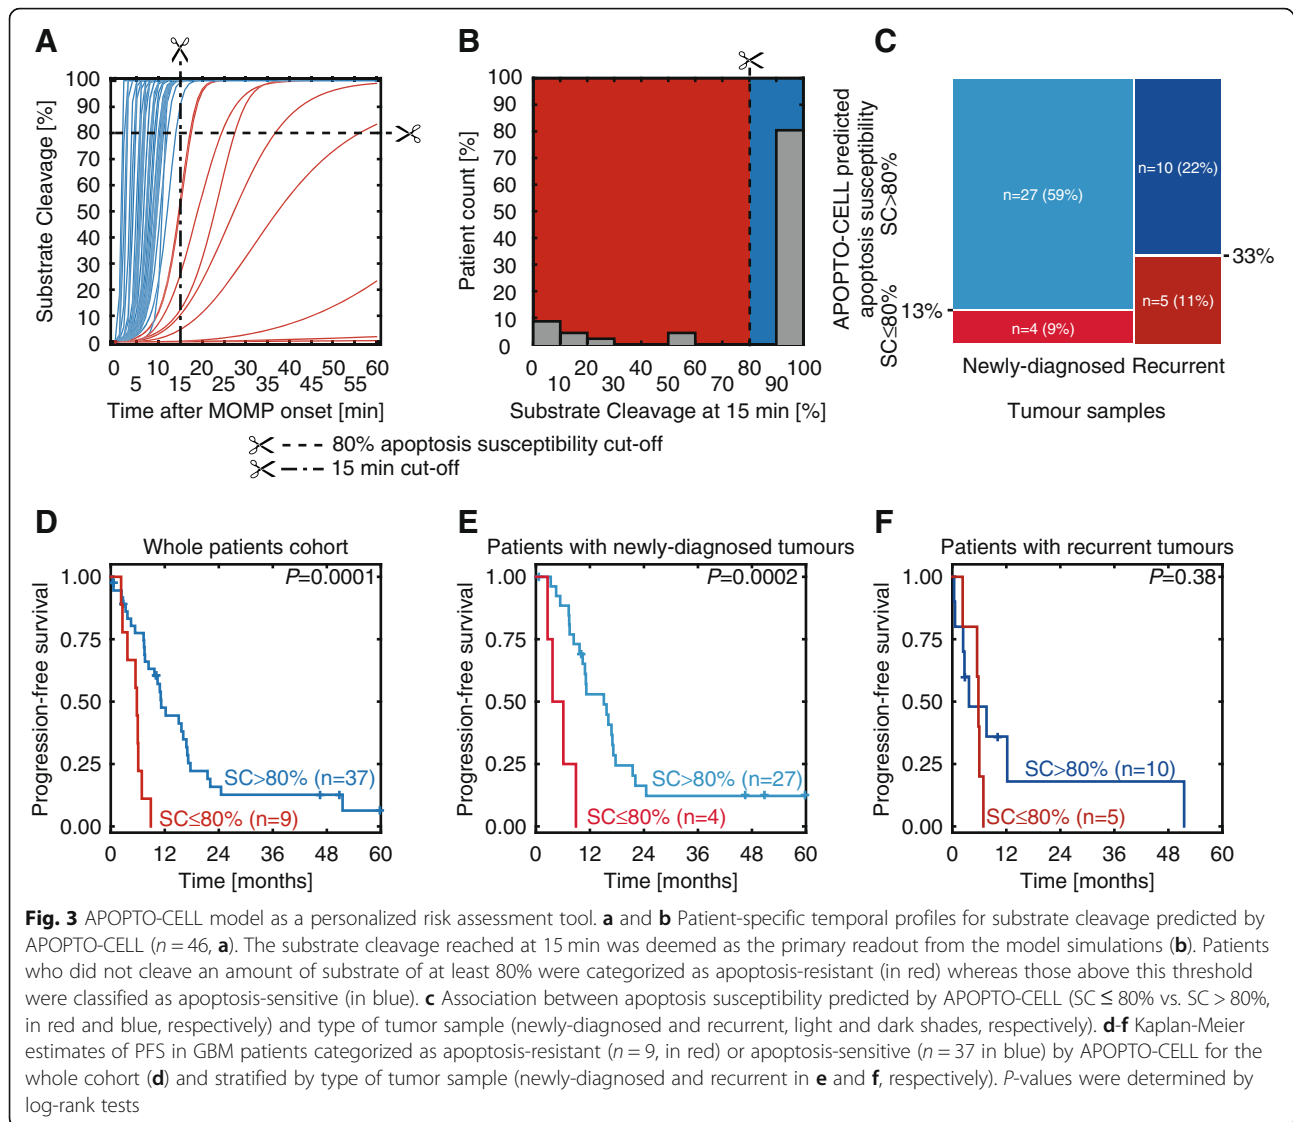 A
Substrate Cleavage [%]
100
90
80
70
60
50
40
30
20
10
0
0 10 20 30 40 50 60
5 15 25 35 45 55
Time after MOMP onset [min]
B
Patient count [%]
100
90
80
70
60
50
40
30
20
10
0
0 20 40 60 80 100
10 30 50 70 90
Substrate Cleavage at 15 min [%]
80% apoptosis susceptibility cut-off
15 min cut-off
C
APOPTO-CELL predicted
apoptosis susceptibility
SC≤80% SC>80%
n=27 (59%)
n=10 (22%)
33%
13%
n=5 (11%)
n=4 (9%)
Newly-diagnosed Recurrent
Tumour samples
D
Whole patients cohort
P=0.0001
Progression-free survival
1.00
0.75
0.50
0.25
0.00
SC>80% (n=37)
SC≤80% (n=9)
0 12 24 36 48 60
Time [months]
E
Patients with newly-diagnosed tumours
P=0.0002
Progression-free survival
1.00
0.75
0.50
0.25
0.00
SC>80% (n=27)
SC≤80% (n=4)
0 12 24 36 48 60
Time [months]
F
Patients with recurrent tumours
P=0.38
Progression-free survival
1.00
0.75
0.50
0.25
0.00
SC>80% (n=10)
SC≤80% (n=5)
0 12 24 36 48 60
Time [months]
Fig. 3 APOPTO-CELL model as a personalized risk assessment tool. a and b Patient-specific temporal profiles for substrate cleavage predicted by
APOPTO-CELL (n = 46, a). The substrate cleavage reached at 15 min was deemed as the primary readout from the model simulations (b). Patients
who did not cleave an amount of substrate of at least 80% were categorized as apoptosis-resistant (in red) whereas those above this threshold
were classified as apoptosis-sensitive (in blue). c Association between apoptosis susceptibility predicted by APOPTO-CELL (SC ≤ 80% vs. SC > 80%,
in red and blue, respectively) and type of tumor sample (newly-diagnosed and recurrent, light and dark shades, respectively). d-f Kaplan-Meier
estimates of PFS in GBM patients categorized as apoptosis-resistant (n = 9, in red) or apoptosis-sensitive (n = 37 in blue) by APOPTO-CELL for the
whole cohort (d) and stratified by type of tumor sample (newly-diagnosed and recurrent in e and f, respectively). P-values were determined by
log-rank tests